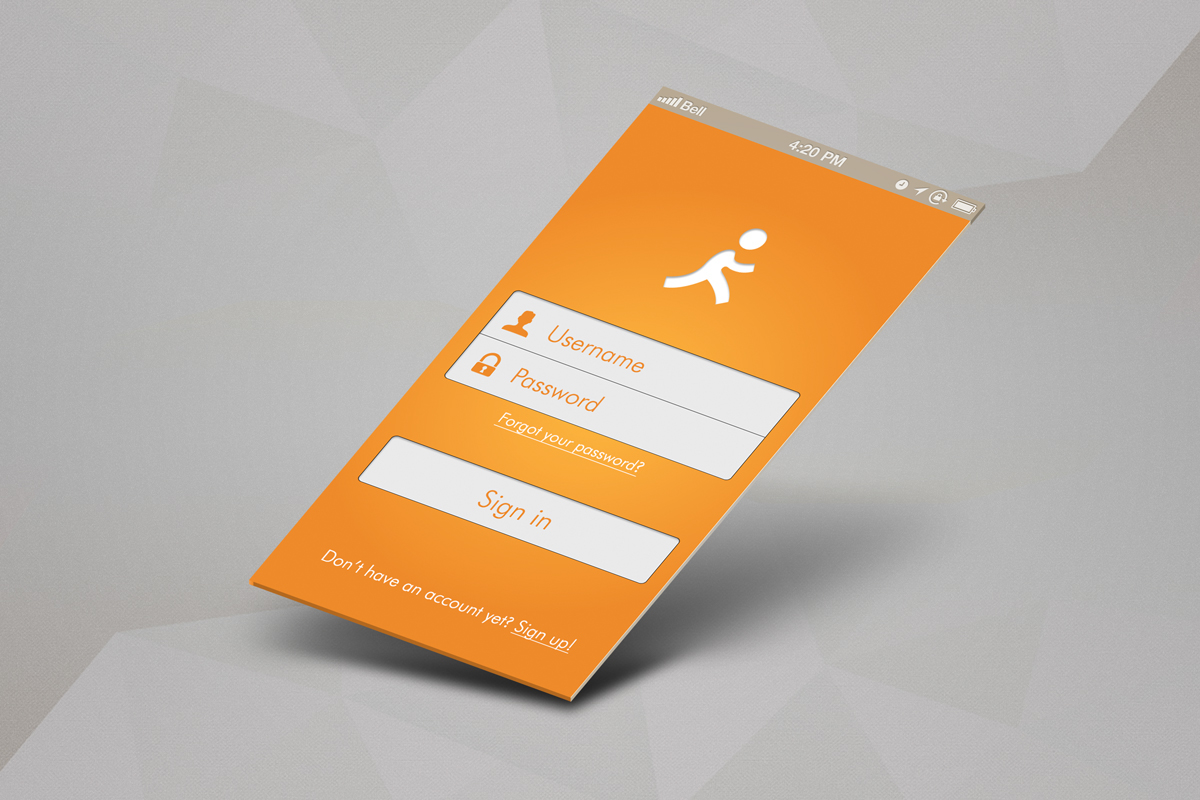 Bell 4:20 PM
Username
Password
Forgot your password?
Sign in
Don't have an account yet? Sign up!